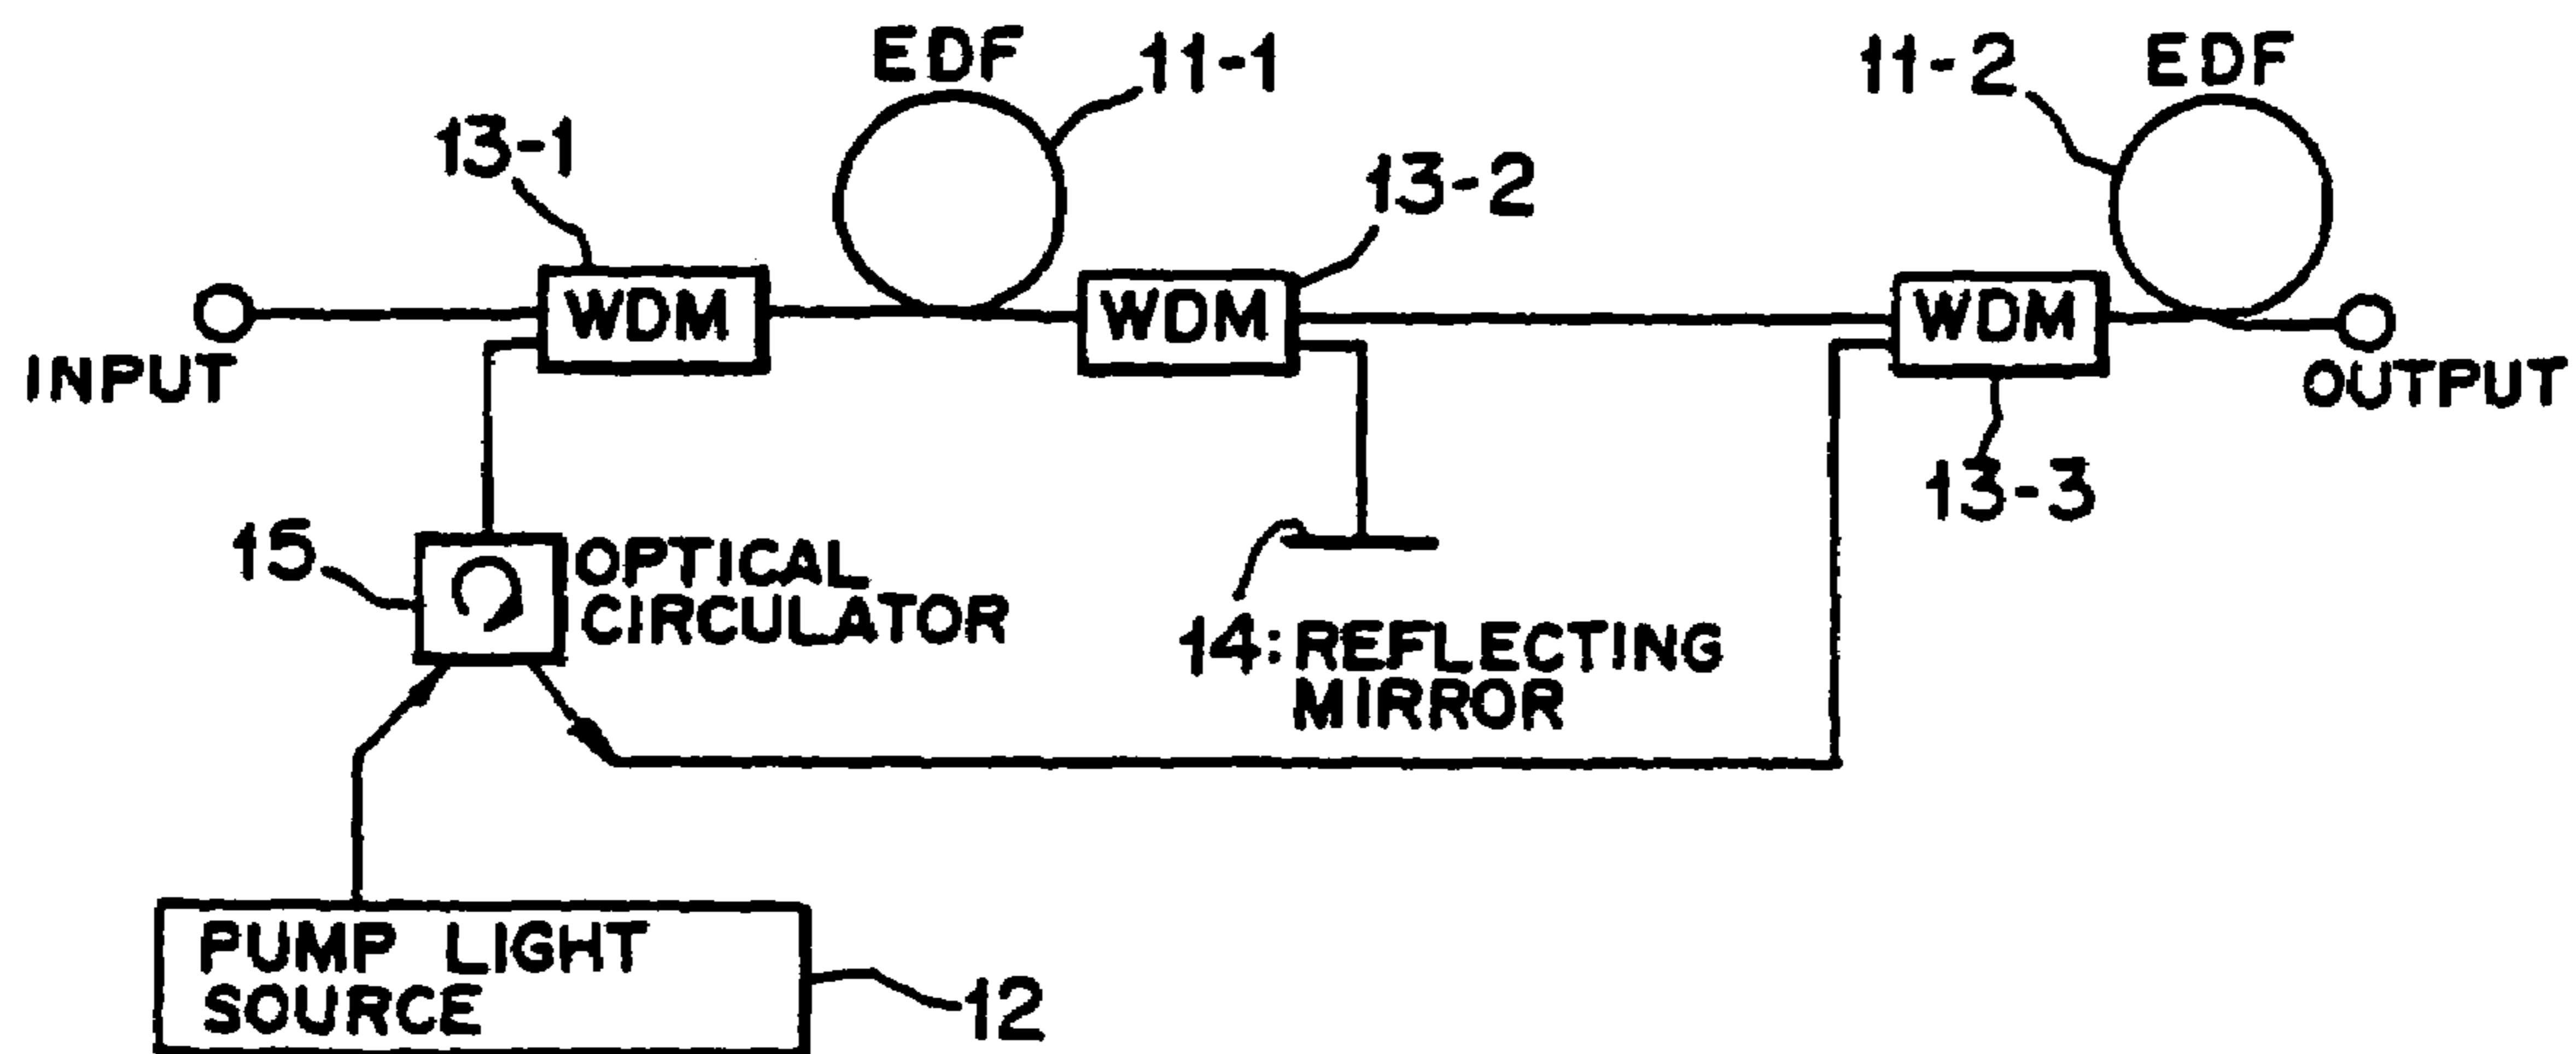 EDF
11-1
11-2
EDF
13-1
13-2
WDM
WDM
WDM
INPUT
OUTPUT
13-3
15
OPTICAL
CIRCULATOR
14: REFLECTING
MIRROR
PUMP LIGHT
SOURCE
12